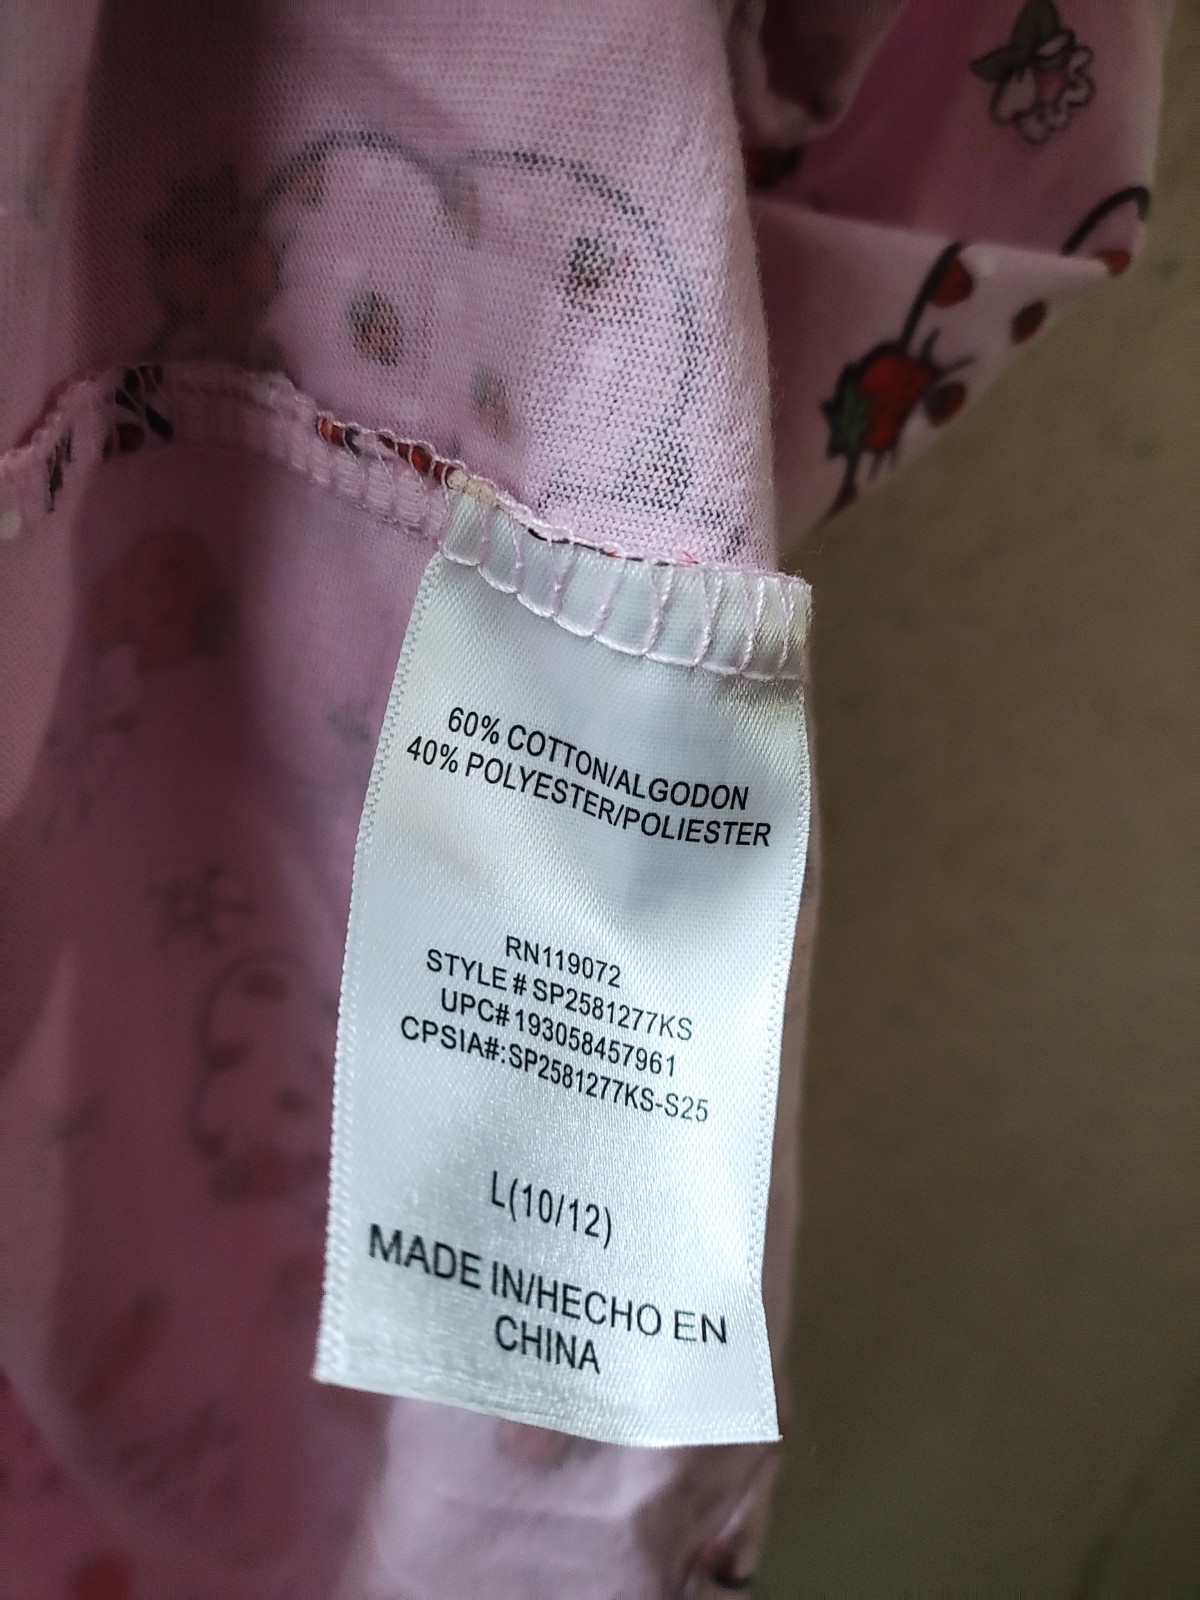 60% COTTON/ALGODON
40% POLYESTER/POLIESTER
RN119072
STYLE # SP2581277KS
UPC# 193058457961
CPSIA#:SP2581277KS-S25
L(10/12)
MADE IN/HECHO EN
CHINA